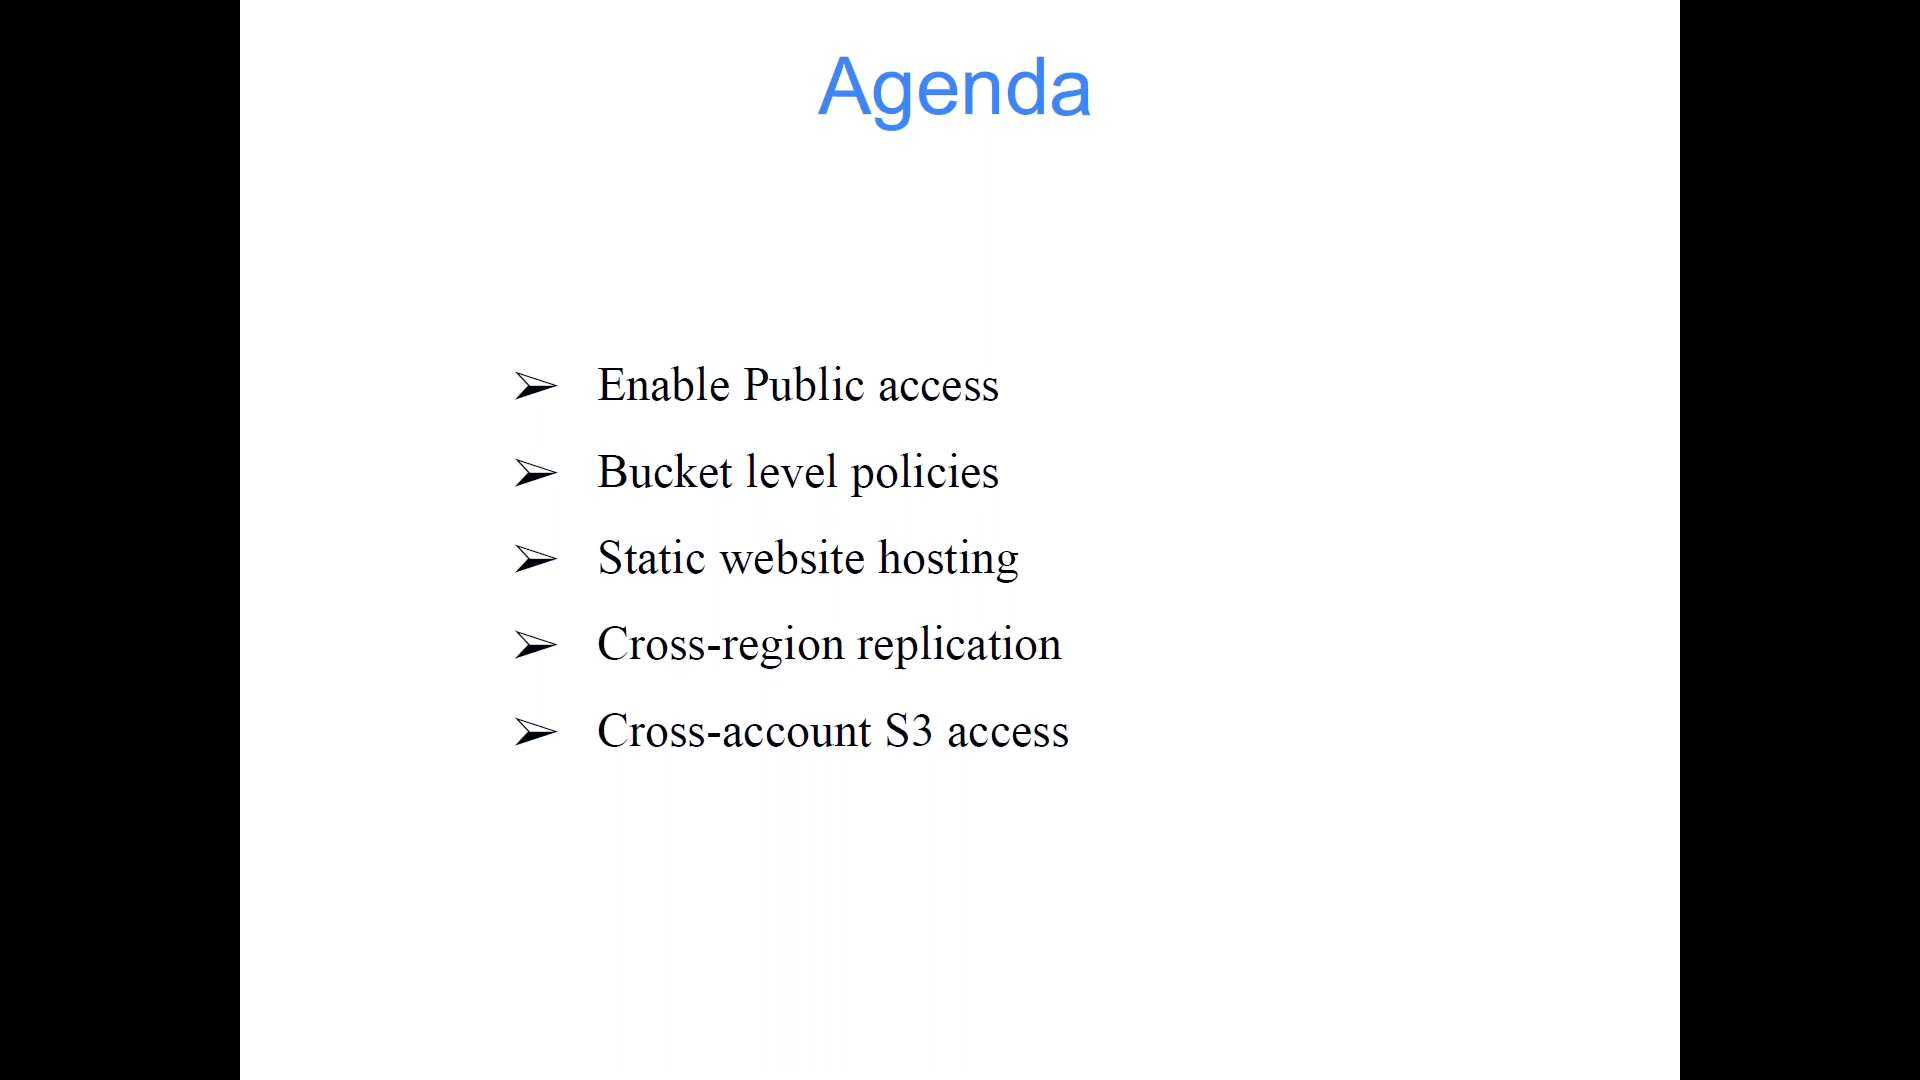 Agenda
➢ Enable Public access
➢ Bucket level policies
➢ Static website hosting
➢ Cross-region replication
➢ Cross-account S3 access